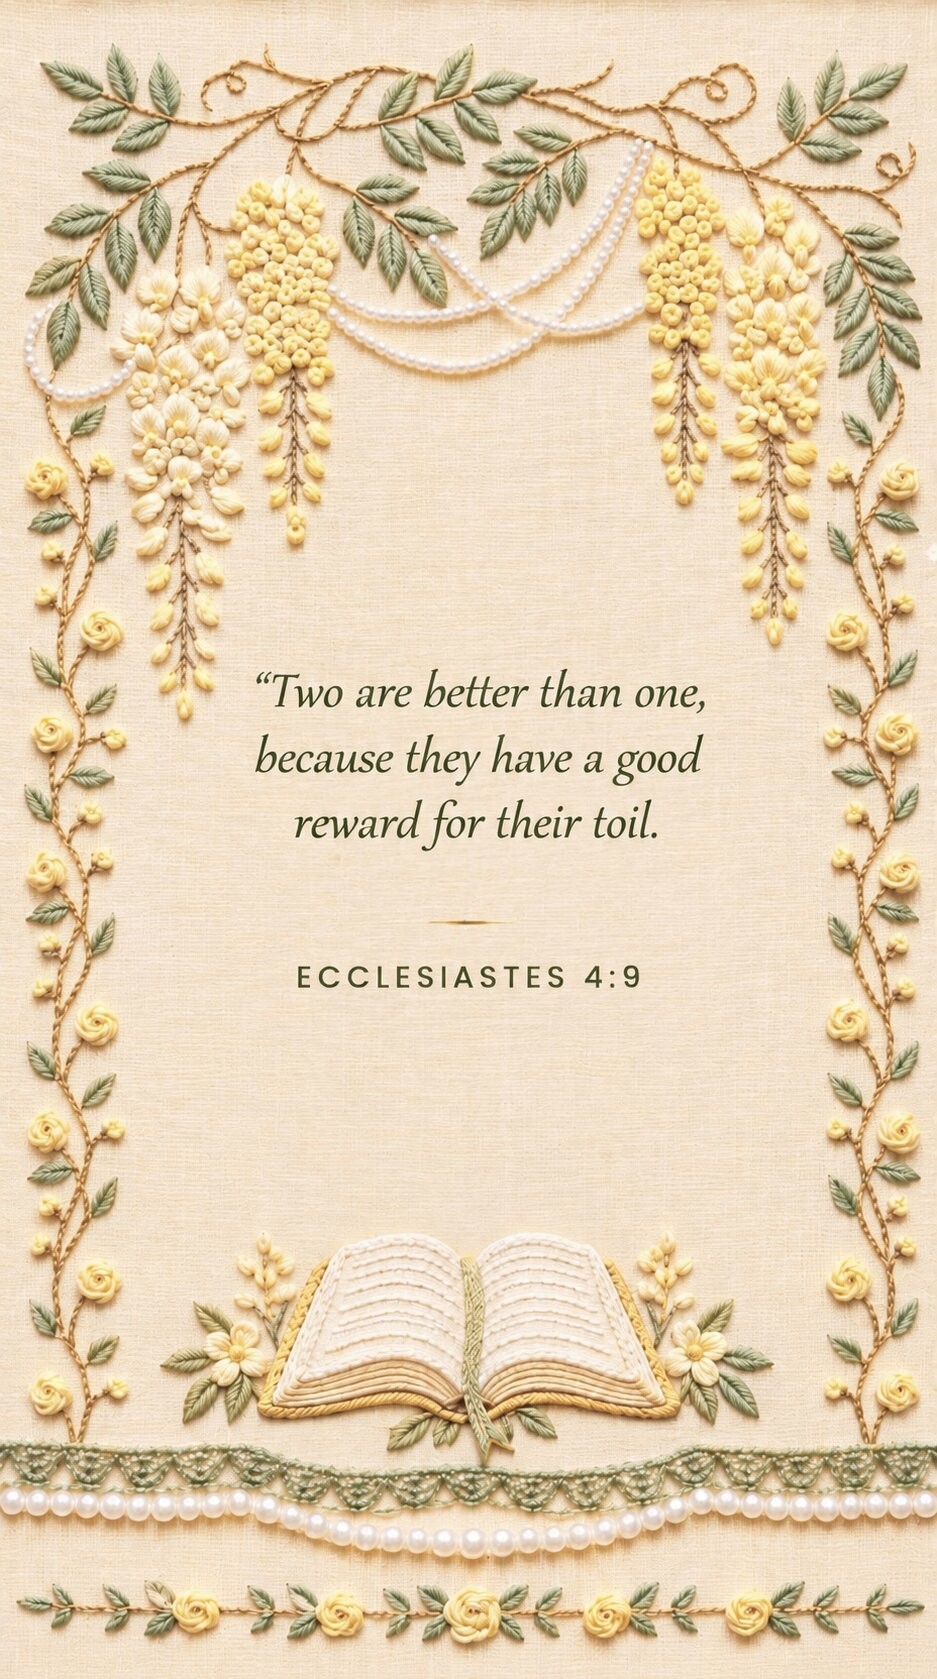 “Two are better than one,
because they have a good
reward for their toil.
ECCLESIASTES 4:9